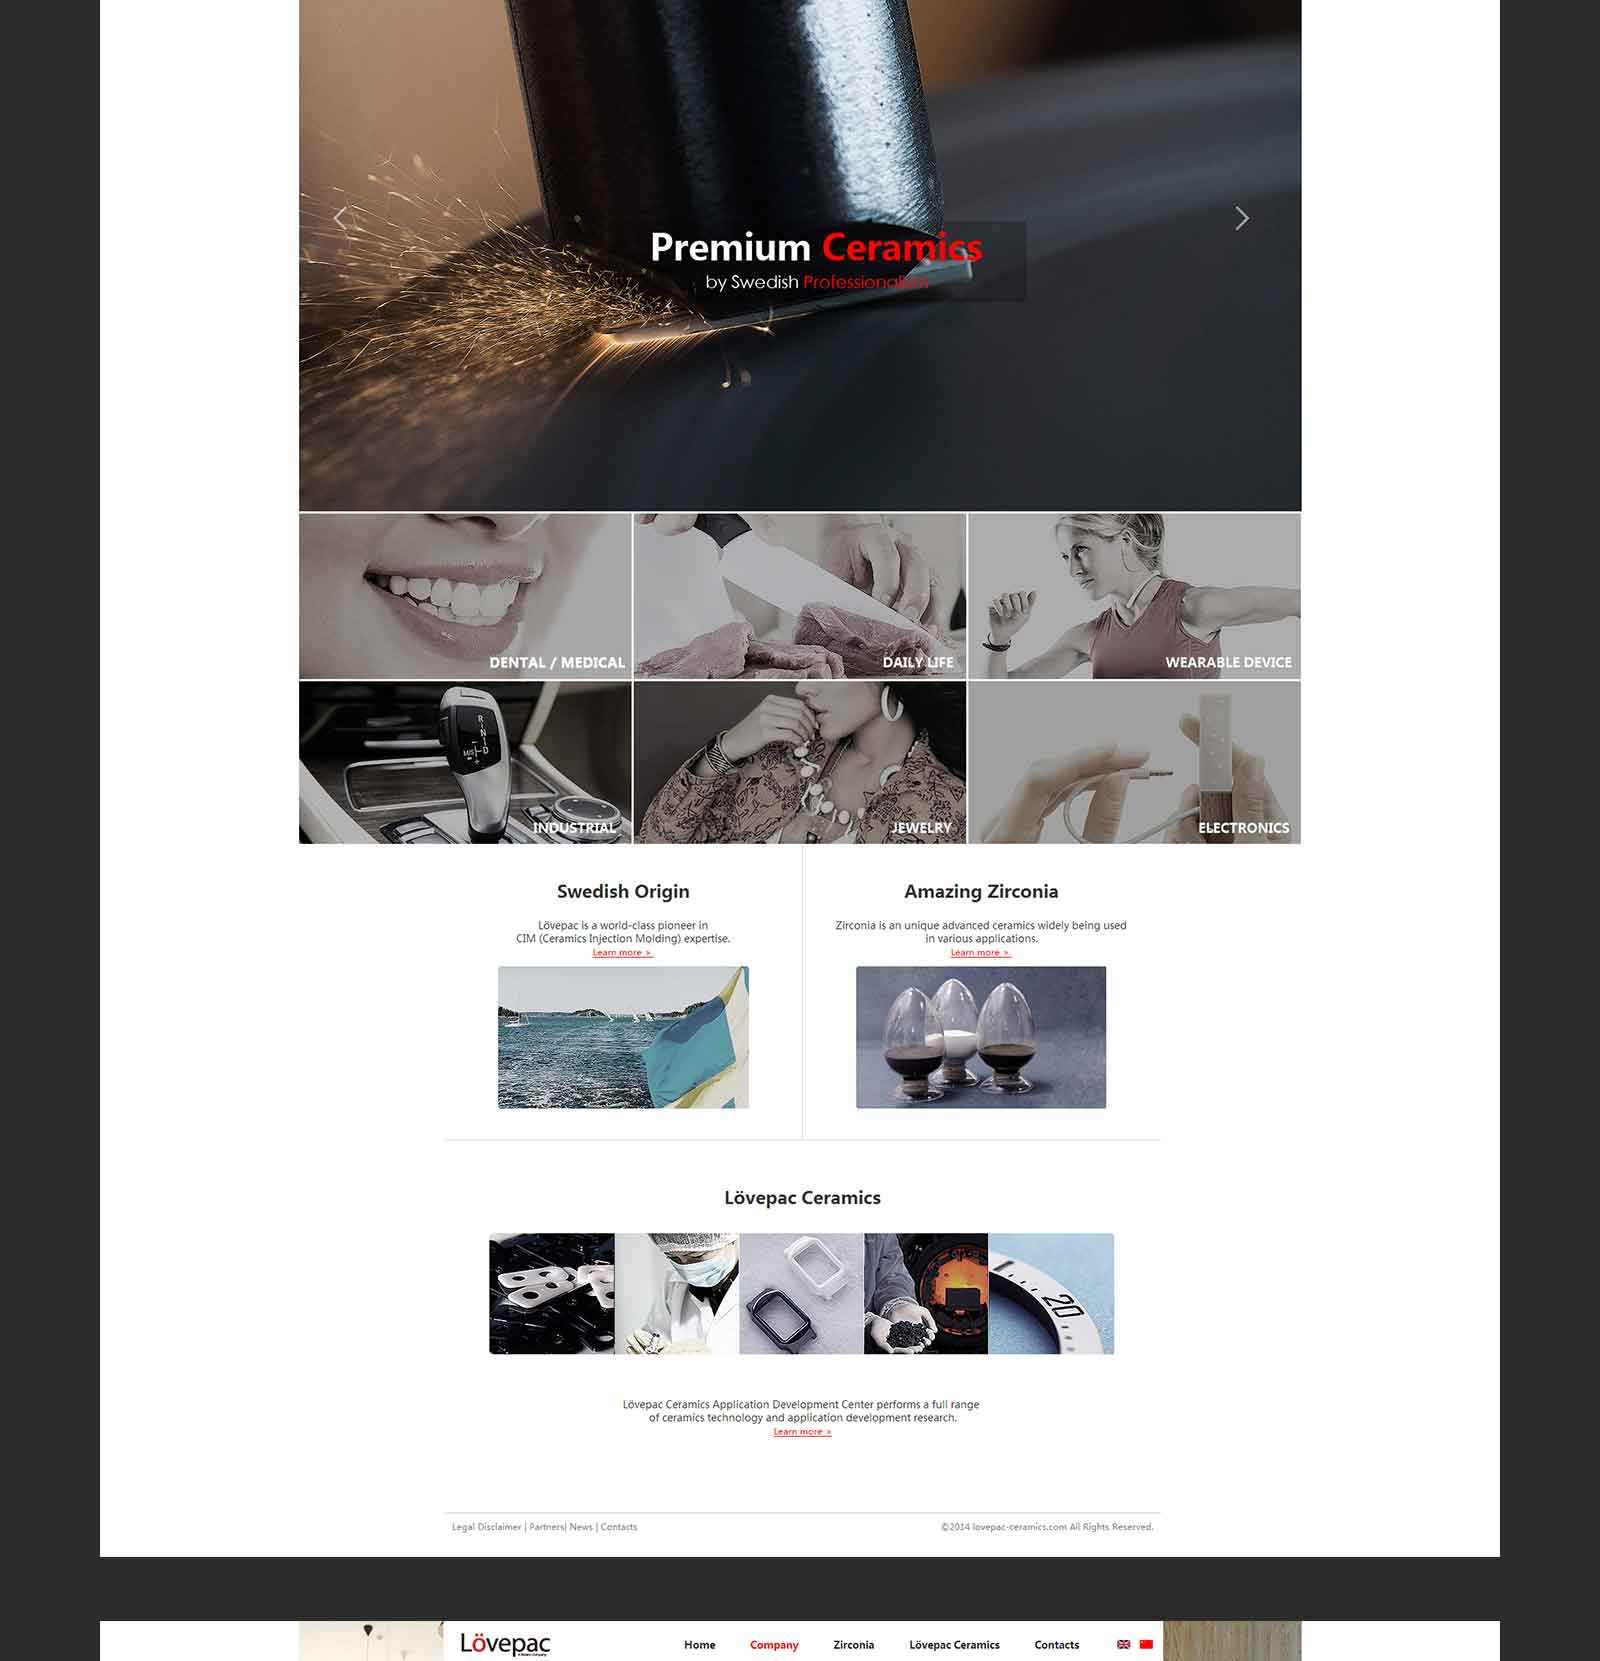 Premium Ceramics
by Swedish Professionalism
DENTAL / MEDICAL
DAILY LIFE
WEARABLE DEVICE
R
N
D
M/S
INDUSTRIAL
JEWELRY
ELECTRONICS
Swedish Origin
Lövepac is a world-class pioneer in
CIM (Ceramics Injection Molding) expertise.
Learn more >
Amazing Zirconia
Zirconia is an unique advanced ceramics widely being used
in various applications.
Learn more >
Lövepac Ceramics
20
Lövepac Ceramics Application Development Center performs a full range
of ceramics technology and application development research.
Learn more >
Legal Disclaimer | Partners| News | Contacts
©2014 lovepac-ceramics.com All Rights Reserved.
Lövepac
Home Company Zirconia Lövepac Ceramics Contacts